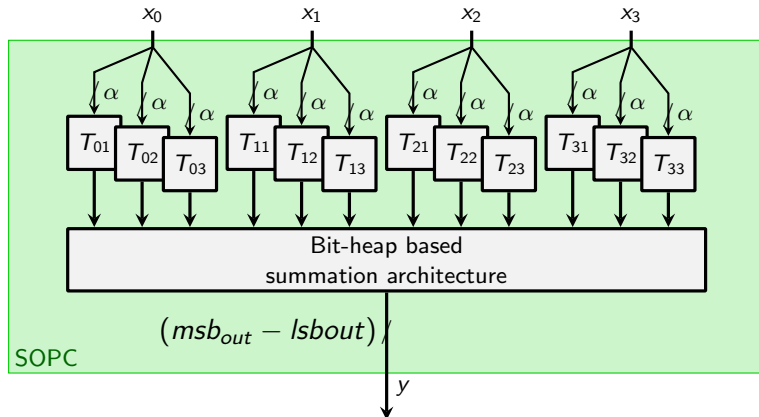 x0 x1 x2 x3
α α α α α α α α α α α α
T01 T02 T03 T11 T12 T13 T21 T22 T23 T31 T32 T33
Bit-heap based
summation architecture
(msbout − lsbout)
SOPC
y